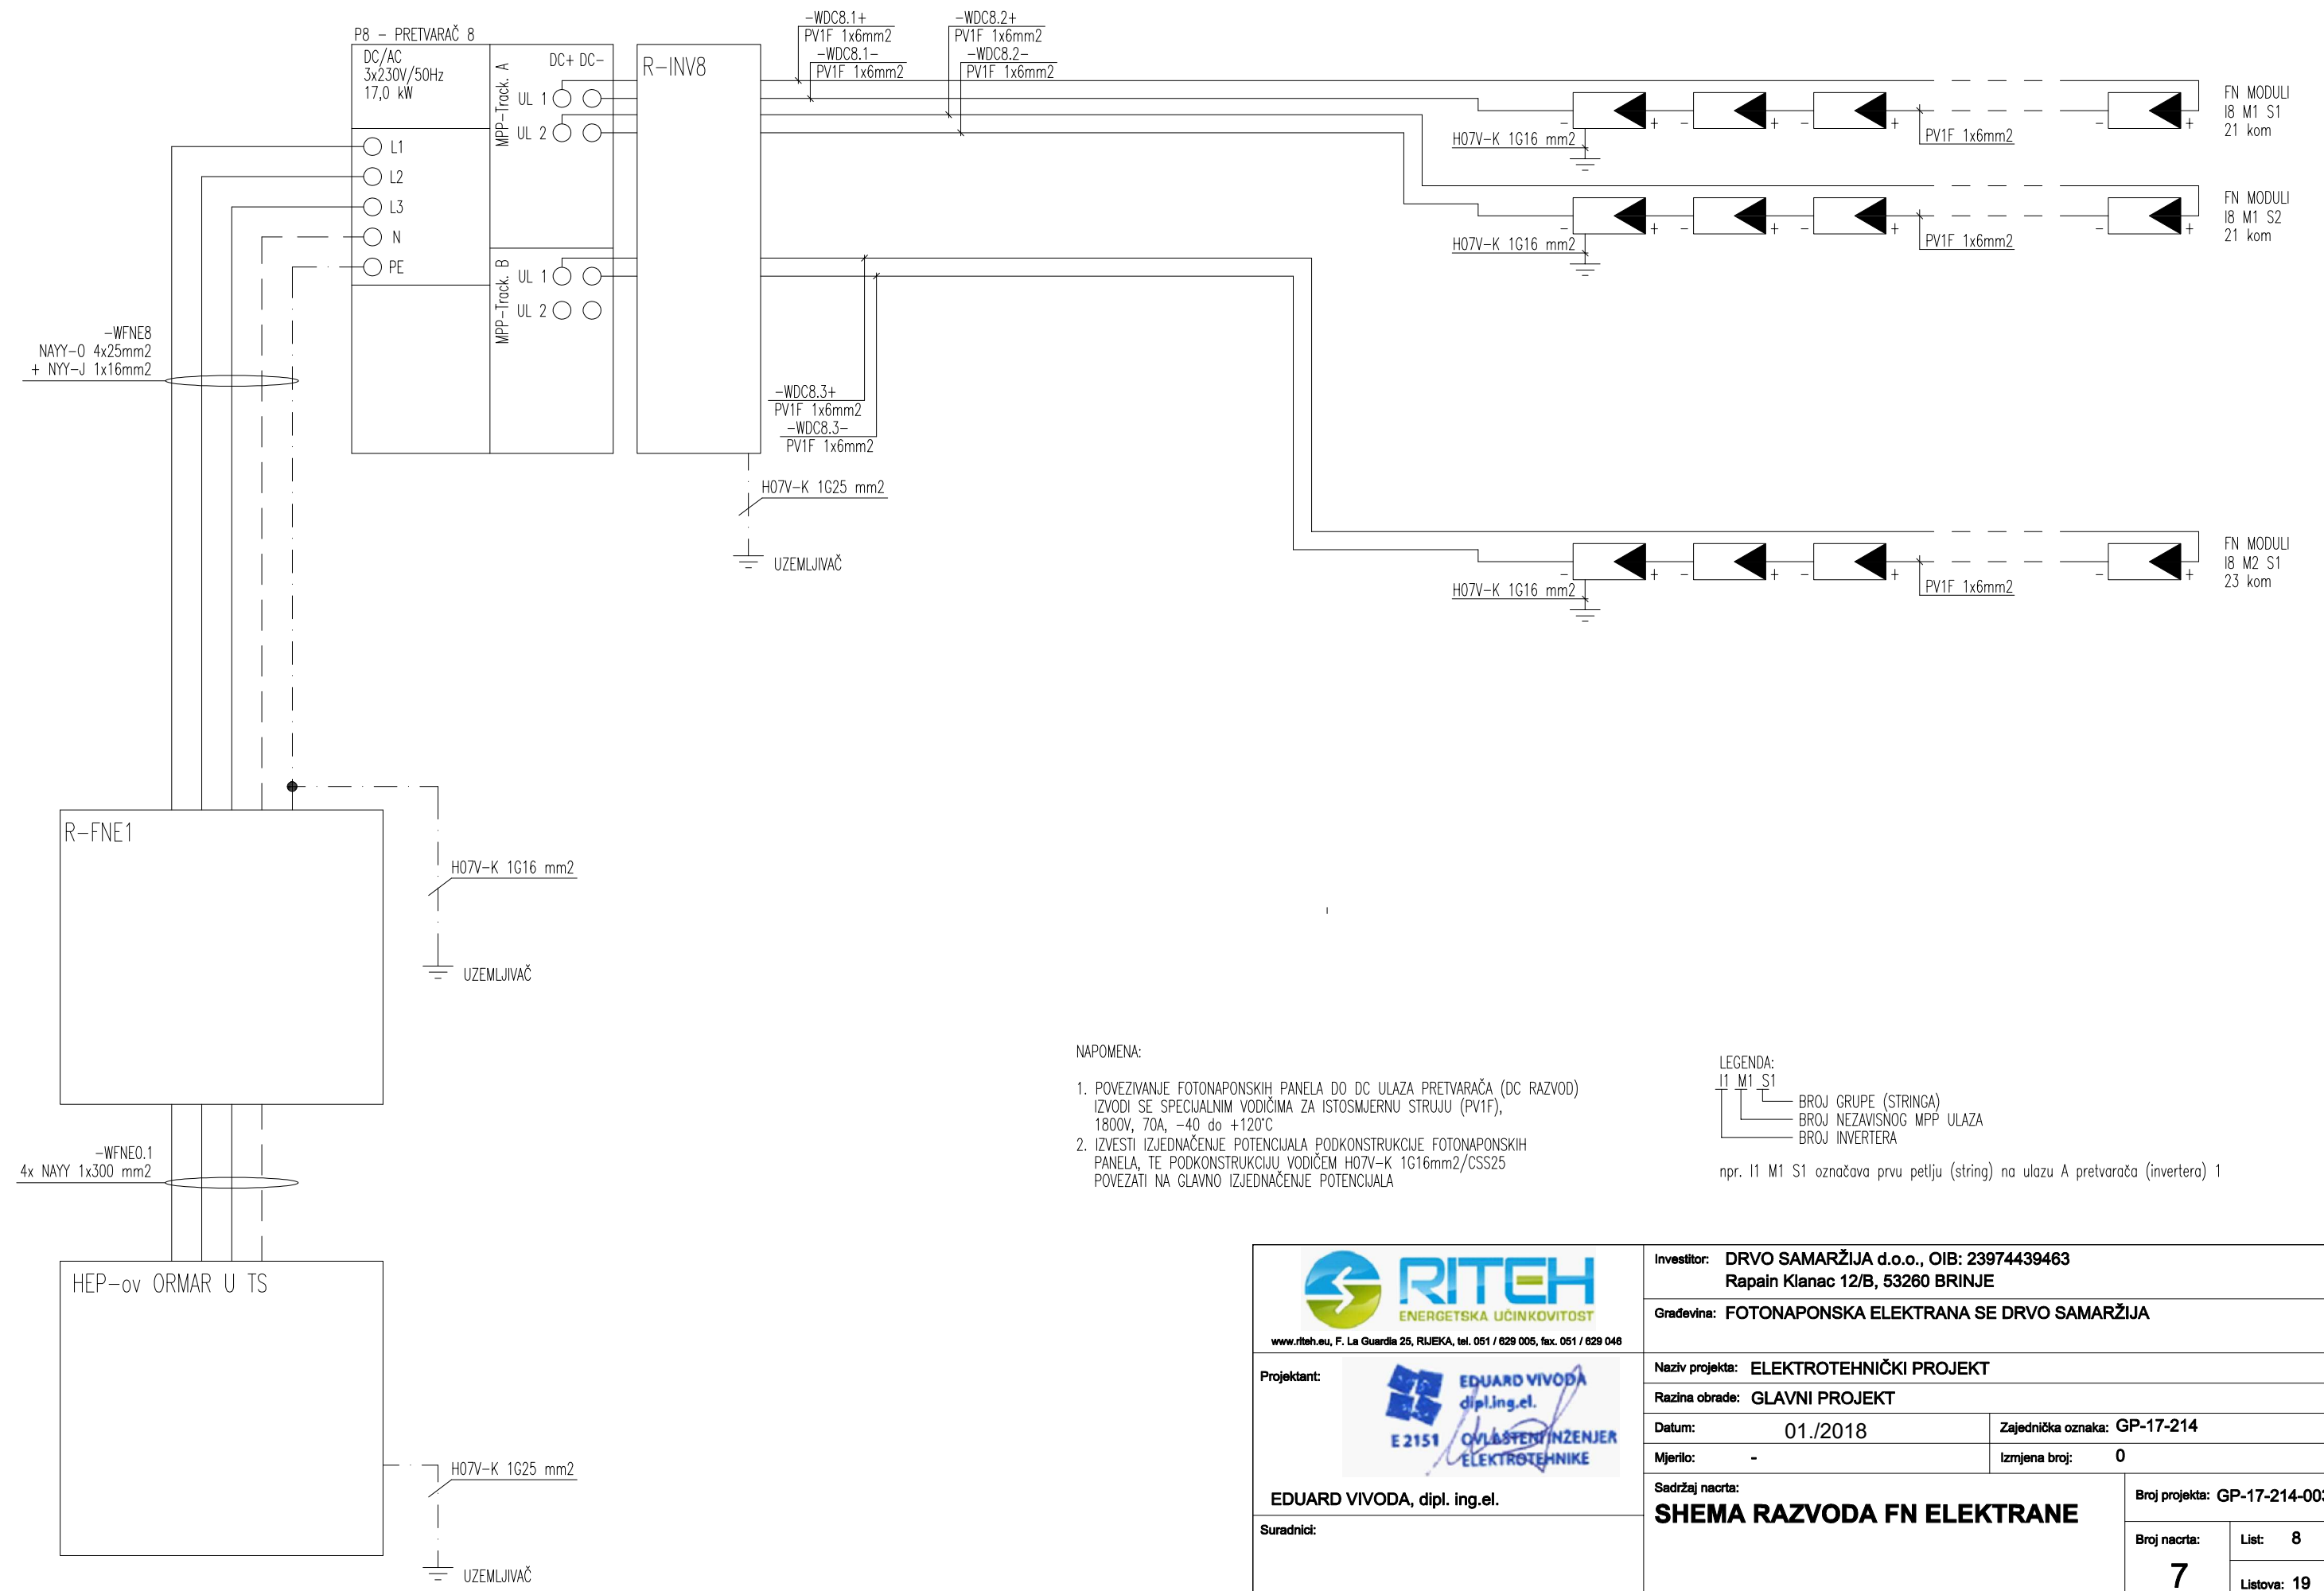 P8 - PRETVARAČ 8
DC/AC
3x230V/50Hz
17,0 kW
L1
L2
L3
N
PE
MPP-Track. A
DC+ DC-
UL 1
UL 2
MPP-Track. B
UL 1
UL 2
R-INV8
-WDC8.1+
PV1F 1x6mm2
-WDC8.1-
PV1F 1x6mm2
-WDC8.2+
PV1F 1x6mm2
-WDC8.2-
PV1F 1x6mm2
H07V-K 1G16 mm2
- + - + - + - +
PV1F 1x6mm2
FN MODULI
I8 M1 S1
21 kom
H07V-K 1G16 mm2
- + - + - + - +
PV1F 1x6mm2
FN MODULI
I8 M1 S2
21 kom
-WFNE8
NAYY-O 4x25mm2
+ NYY-J 1x16mm2
-WDC8.3+
PV1F 1x6mm2
-WDC8.3-
PV1F 1x6mm2
H07V-K 1G25 mm2
UZEMLJIVAČ
H07V-K 1G16 mm2
- + - + - + - +
PV1F 1x6mm2
FN MODULI
I8 M2 S1
23 kom
R-FNE1
H07V-K 1G16 mm2
UZEMLJIVAČ
-WFNE0.1
4x NAYY 1x300 mm2
HEP-ov ORMAR U TS
H07V-K 1G25 mm2
UZEMLJIVAČ
NAPOMENA:
1. POVEZIVANJE FOTONAPONSKIH PANELA DO DC ULAZA PRETVARAČA (DC RAZVOD)
IZVODI SE SPECIJALNIM VODIČIMA ZA ISTOSMJERNU STRUJU (PV1F),
1800V, 70A, -40 do +120°C
2. IZVESTI IZJEDNAČENJE POTENCIJALA PODKONSTRUKCIJE FOTONAPONSKIH
PANELA, TE PODKONSTRUKCIJU VODIČEM H07V-K 1G16mm2/CSS25
POVEZATI NA GLAVNO IZJEDNAČENJE POTENCIJALA
LEGENDA:
I1 M1 S1
BROJ GRUPE (STRINGA)
BROJ NEZAVISNOG MPP ULAZA
BROJ INVERTERA
npr. I1 M1 S1 označava prvu petlju (string) na ulazu A pretvarača (invertera) 1
RITEH
ENERGETSKA UČINKOVITOST
www.riteh.eu, F. La Guardia 25, RIJEKA, tel. 051 / 629 005, fax. 051 / 629 046
Investitor: DRVO SAMARŽIJA d.o.o., OIB: 23974439463
Rapain Klanac 12/B, 53260 BRINJE
Građevina: FOTONAPONSKA ELEKTRANA SE DRVO SAMARŽIJA
Projektant:
EDUARD VIVODA
dipl.ing.el.
E 2151 OVLAŠTENI INŽENJER
ELEKTROTEHNIKE
EDUARD VIVODA, dipl. ing.el.
Suradnici:
Naziv projekta: ELEKTROTEHNIČKI PROJEKT
Razina obrade: GLAVNI PROJEKT
Datum: 01./2018
Zajednička oznaka: GP-17-214
Mjerilo: -
Izmjena broj: 0
Sadržaj nacrta:
SHEMA RAZVODA FN ELEKTRANE
Broj projekta: GP-17-214-003
Broj nacrta:
7
List: 8
Listova: 19